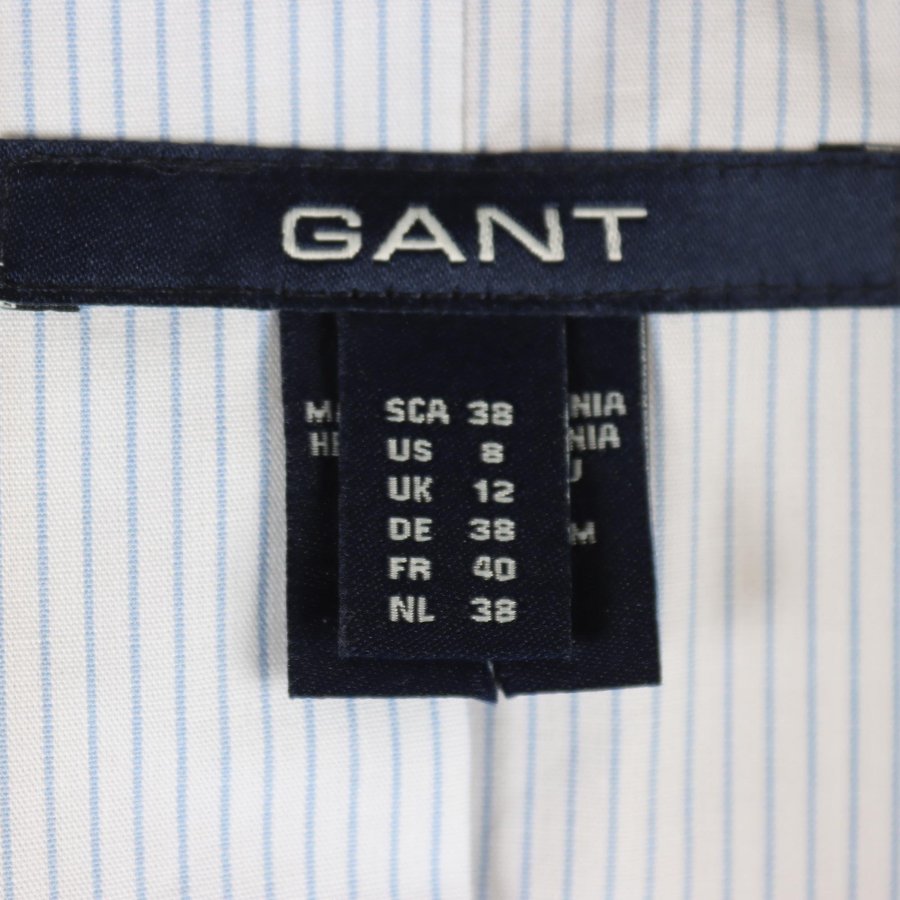 GANT
SCA 38
US 8
UK 12
DE 38
FR 40
NL 38
M